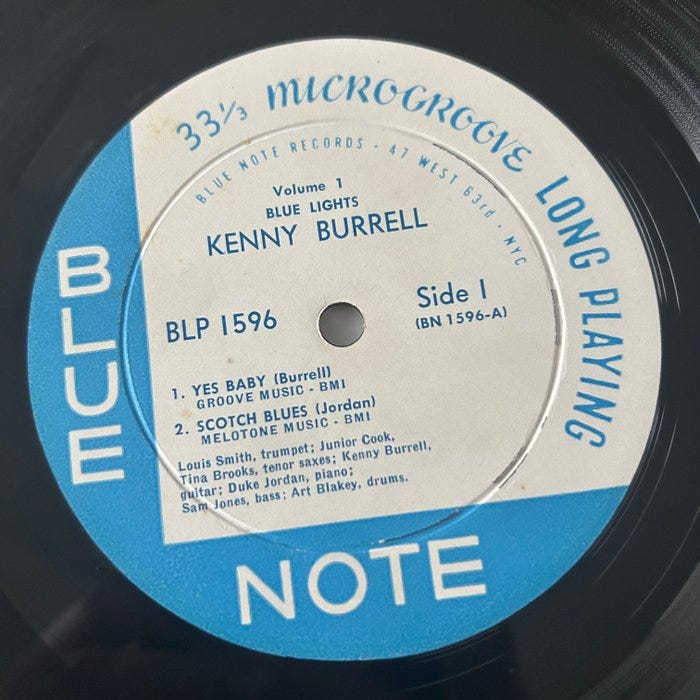 33⅓ MICROGROOVE LONG PLAYING
BLUE NOTE RECORDS · 47 WEST 63rd · NYC
Volume 1
BLUE LIGHTS
KENNY BURRELL
BLP 1596
Side 1
(BN 1596-A)
1. YES BABY (Burrell)
GROOVE MUSIC - BMI
2. SCOTCH BLUES (Jordan)
MELOTONE MUSIC - BMI
Louis Smith, trumpet; Junior Cook,
Tina Brooks, tenor saxes; Kenny Burrell,
guitar; Duke Jordan, piano;
Sam Jones, bass; Art Blakey, drums.
BLUE
NOTE